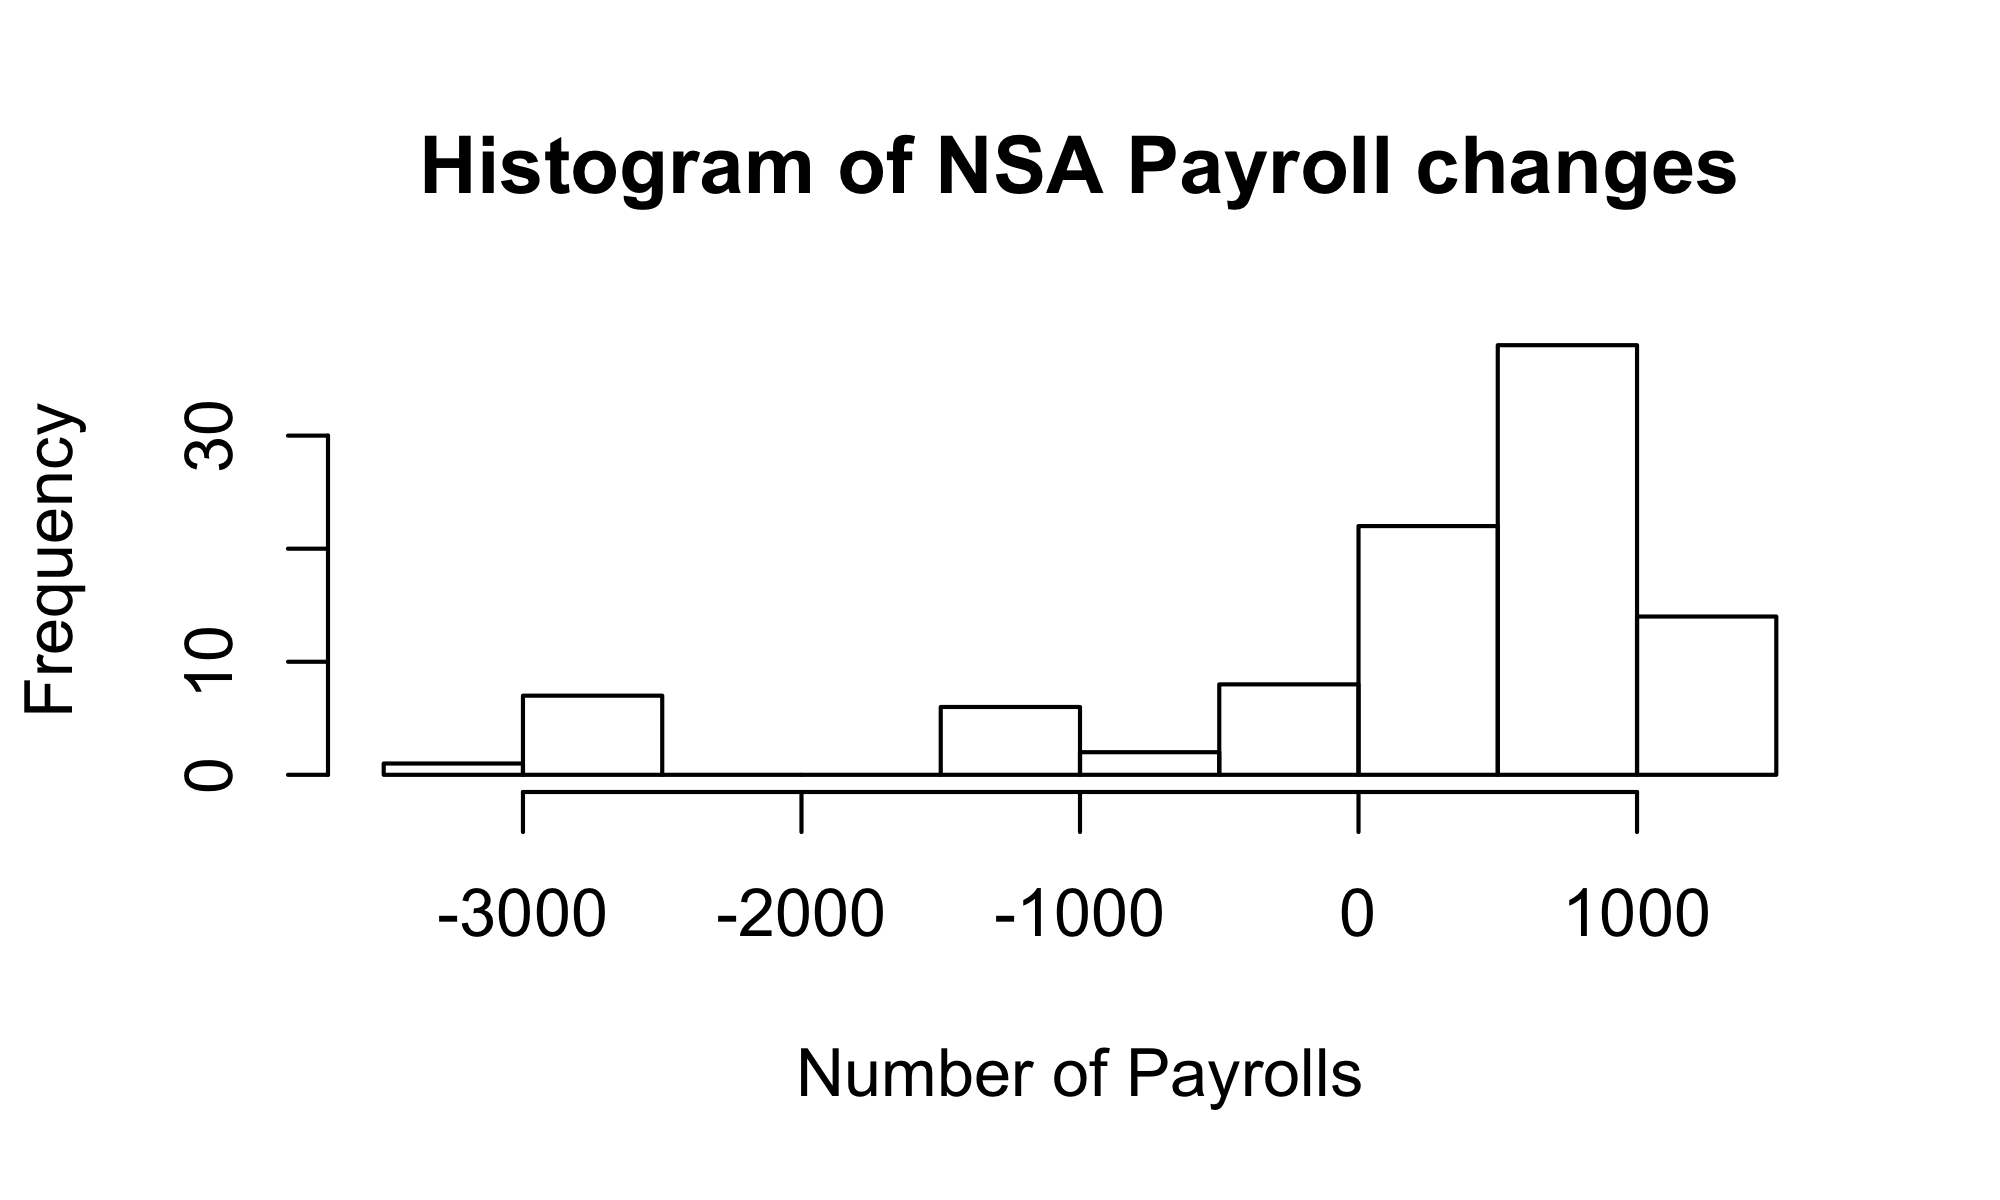 Histogram of NSA Payroll changes
Frequency
30
10
0
-3000 -2000 -1000 0 1000
Number of Payrolls